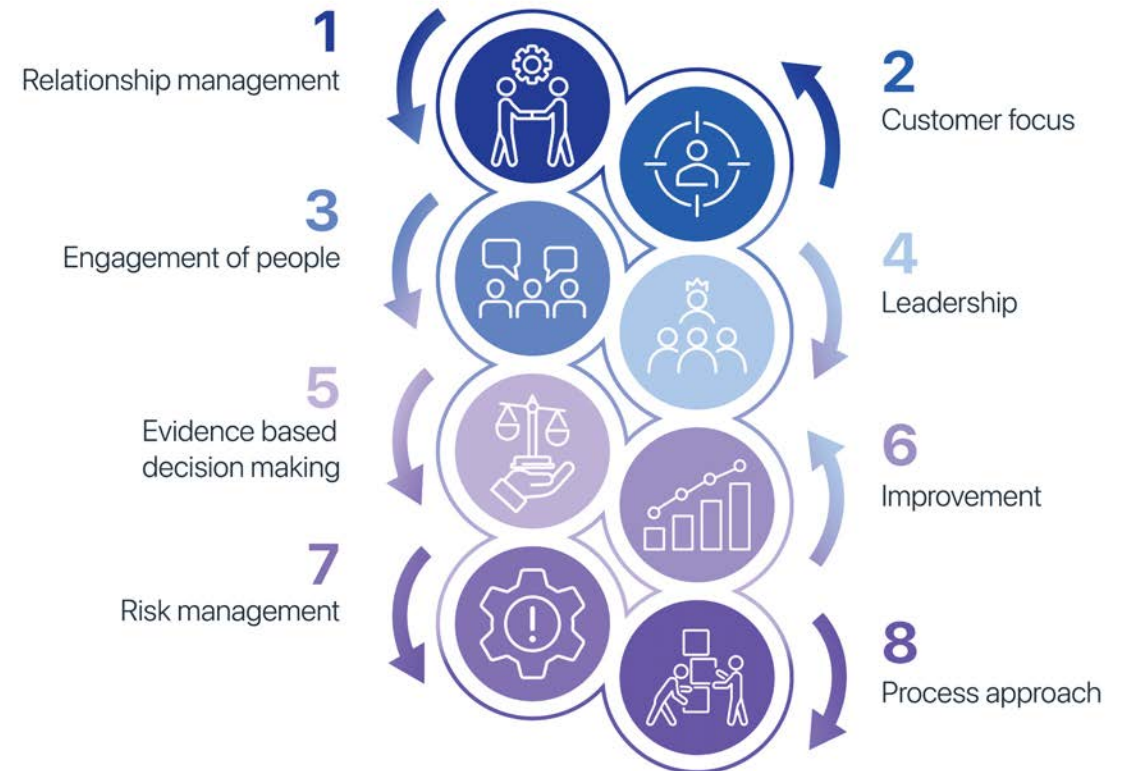 1
Relationship management
2
Customer focus
3
Engagement of people
4
Leadership
5
Evidence based
decision making
6
Improvement
7
Risk management
8
Process approach